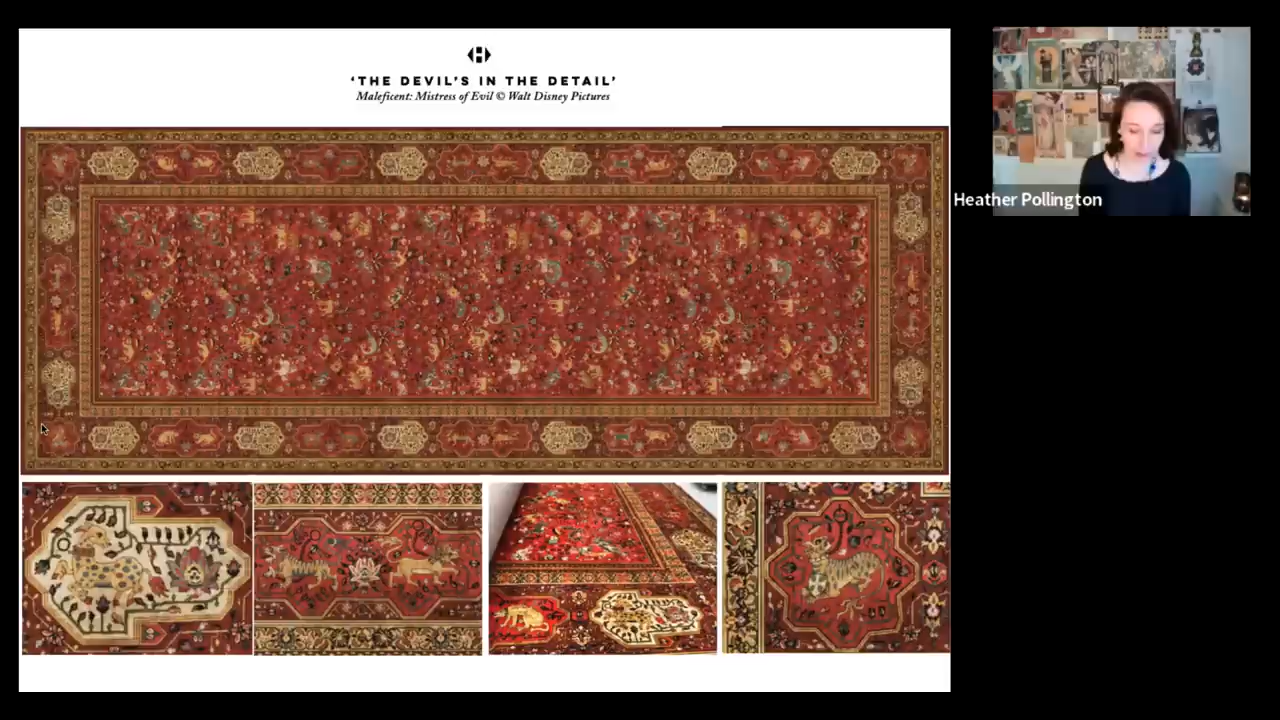 ‘THE DEVIL’S IN THE DETAIL’
Maleficent: Mistress of Evil © Walt Disney Pictures
Heather Pollington